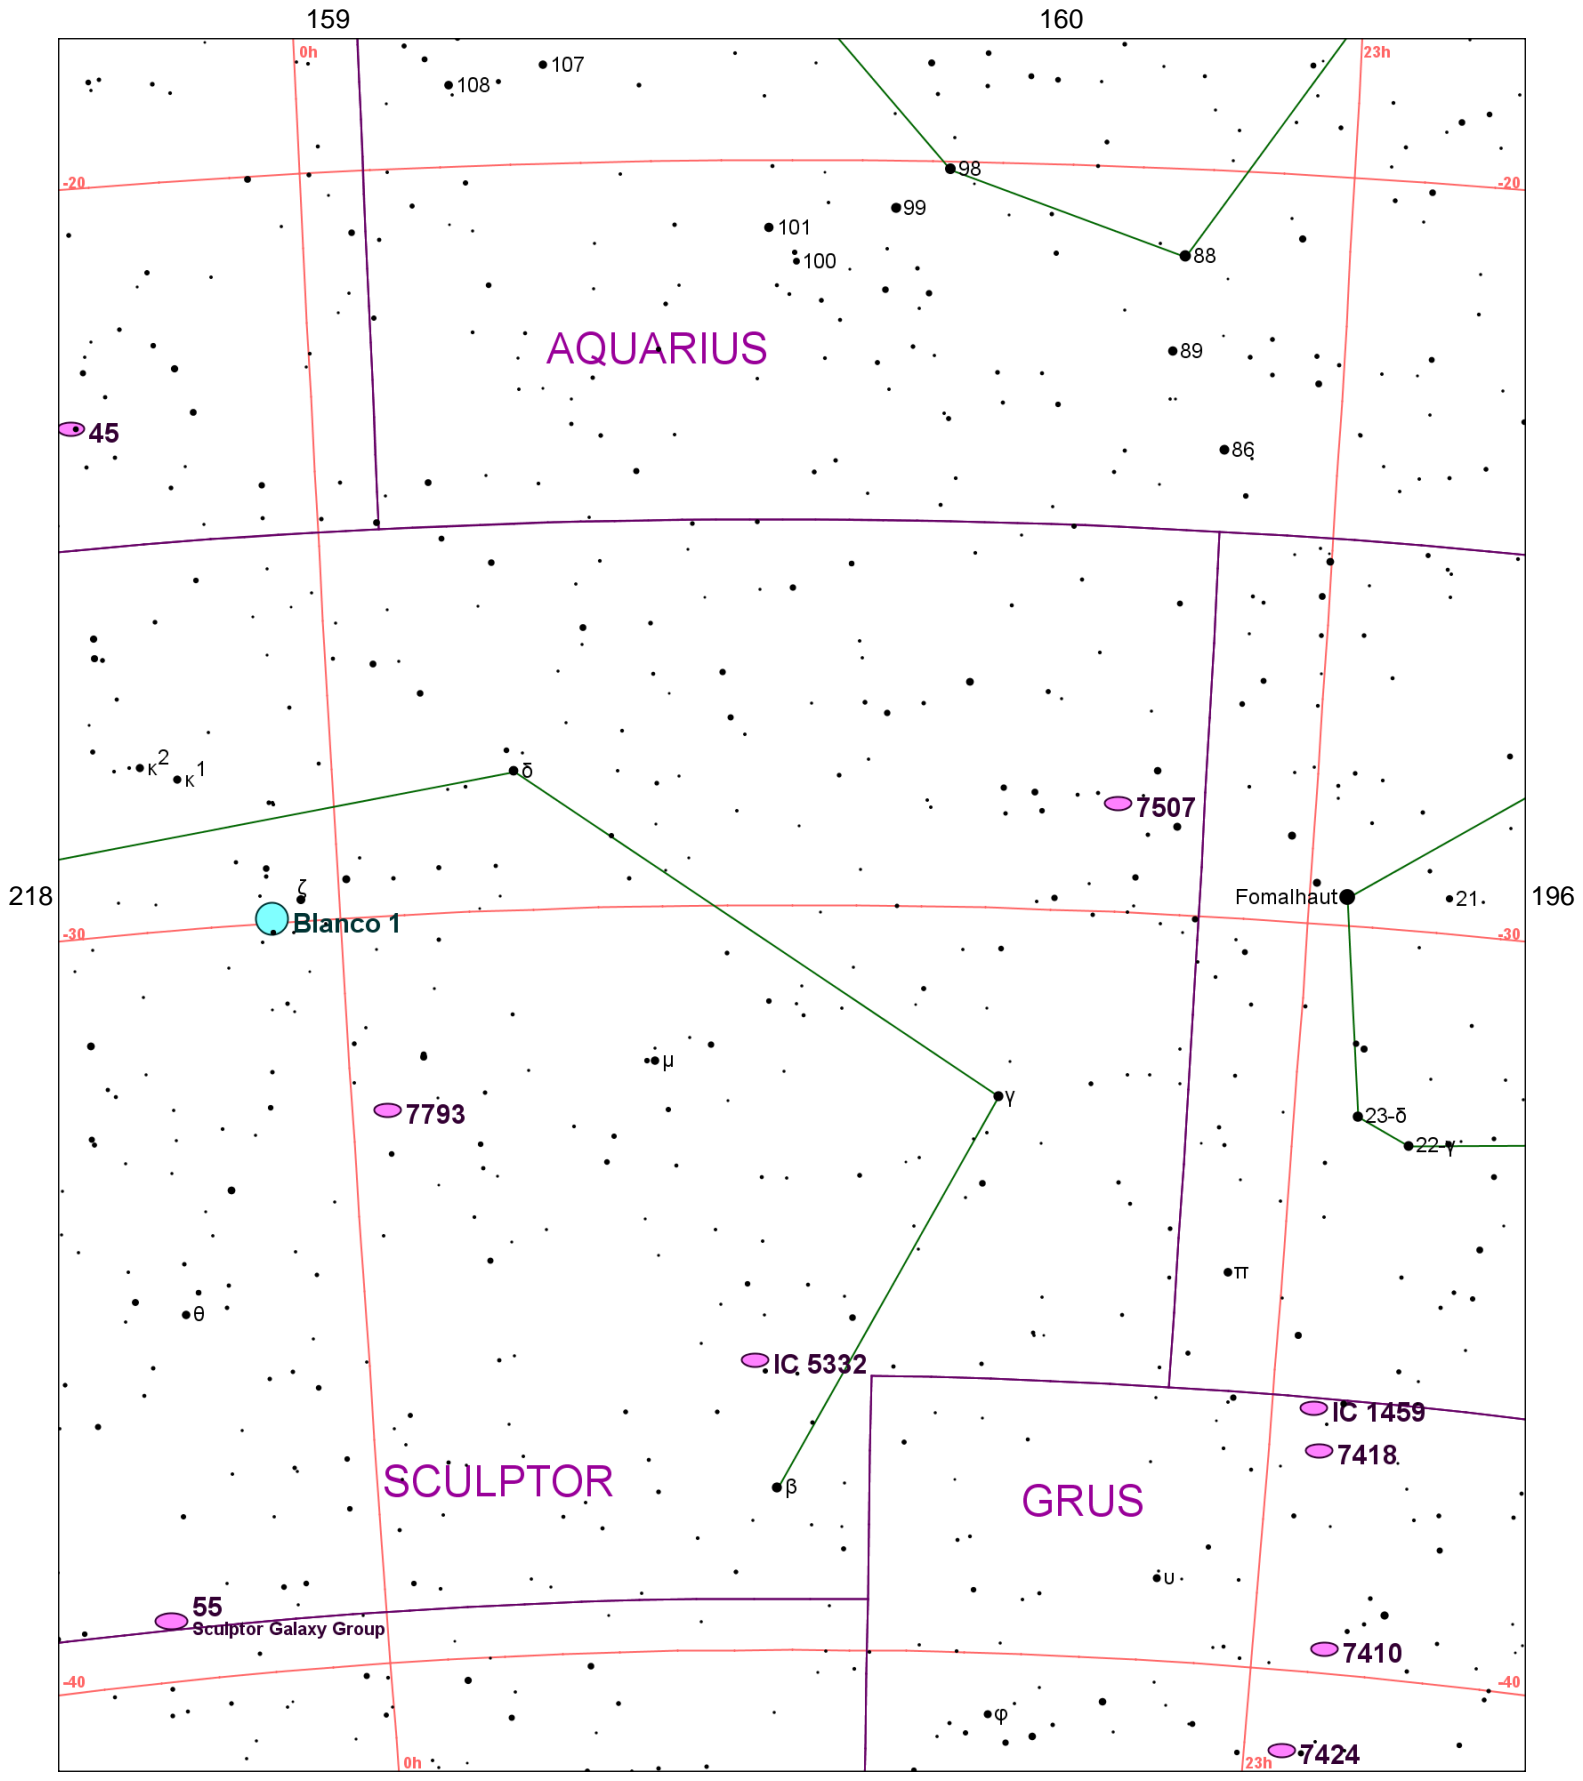 159 160
0h 23h
107
108
-20 98 -20
99
101
88
100
AQUARIUS
89
45
86
κ2
κ1
δ
7507
ζ
218 Fomalhaut 21 196
Blanco 1
-30 -30
μ
γ
7793
23-δ
22-γ
π
θ
IC 5332
IC 1459
7418
SCULPTOR
β
GRUS
υ
55
Sculptor Galaxy Group
7410
-40 -40
φ
7424
0h 23h